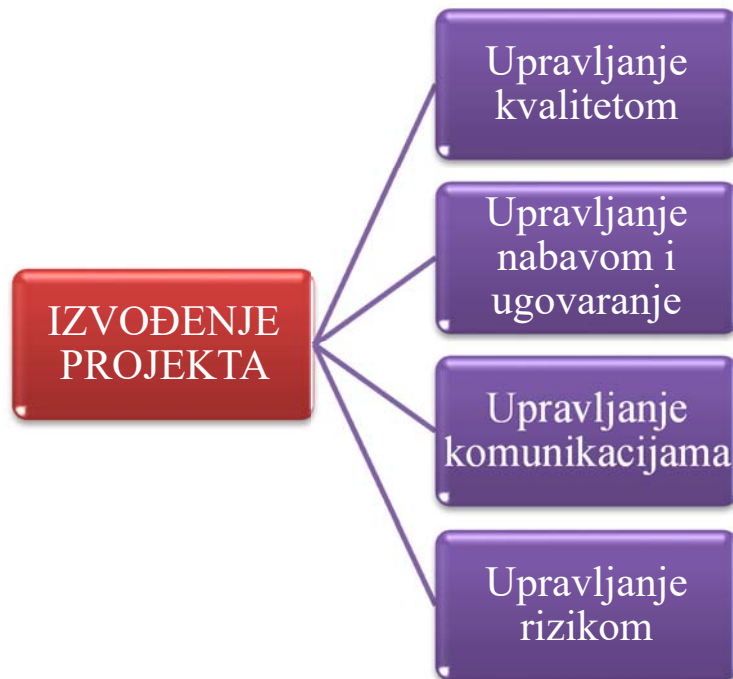 IZVOĐENJE
PROJEKTA
Upravljanje
kvalitetom
Upravljanje
nabavom i
ugovaranje
Upravljanje
komunikacijama
Upravljanje
rizikom